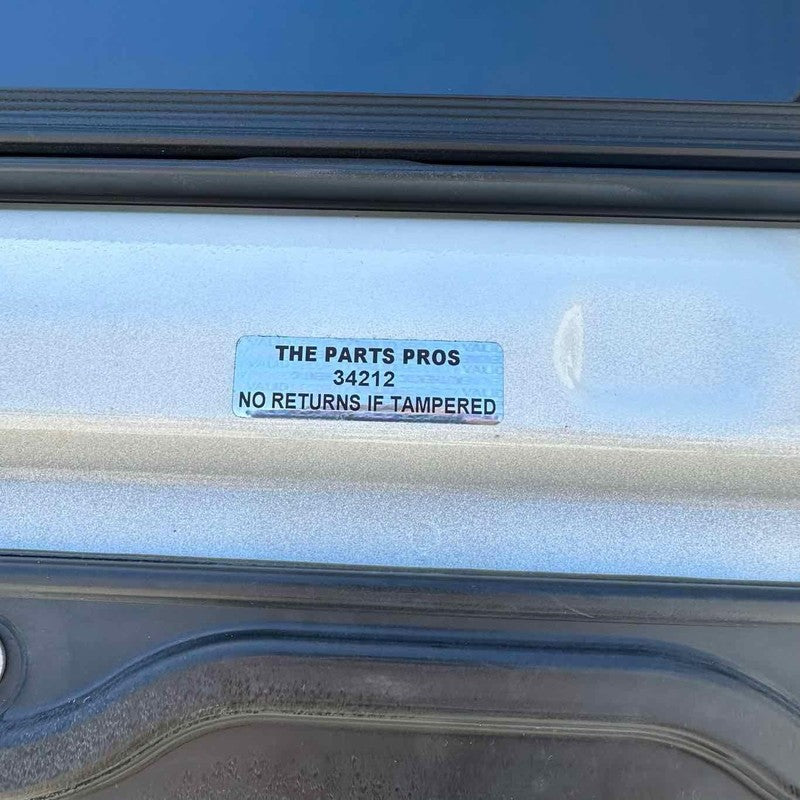 THE PARTS PROS
34212
NO RETURNS IF TAMPERED